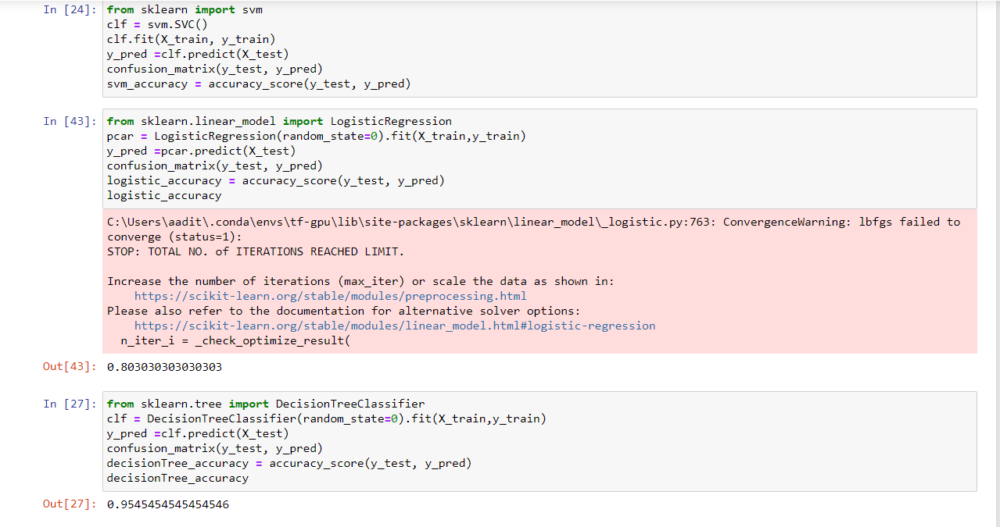 In [24]: from sklearn import svm
clf = svm.SVC()
clf.fit(X_train, y_train)
y_pred =clf.predict(X_test)
confusion_matrix(y_test, y_pred)
svm_accuracy = accuracy_score(y_test, y_pred)
In [43]: from sklearn.linear_model import LogisticRegression
pcar = LogisticRegression(random_state=0).fit(X_train,y_train)
y_pred =pcar.predict(X_test)
confusion_matrix(y_test, y_pred)
logistic_accuracy = accuracy_score(y_test, y_pred)
logistic_accuracy
C:\Users\aadit\.conda\envs\tf-gpu\lib\site-packages\sklearn\linear_model\_logistic.py:763: ConvergenceWarning: lbfgs failed to
converge (status=1):
STOP: TOTAL NO. of ITERATIONS REACHED LIMIT.
Increase the number of iterations (max_iter) or scale the data as shown in:
https://scikit-learn.org/stable/modules/preprocessing.html
Please also refer to the documentation for alternative solver options:
https://scikit-learn.org/stable/modules/linear_model.html#logistic-regression
n_iter_i = _check_optimize_result(
Out[43]: 0.803030303030303
In [27]: from sklearn.tree import DecisionTreeClassifier
clf = DecisionTreeClassifier(random_state=0).fit(X_train,y_train)
y_pred =clf.predict(X_test)
confusion_matrix(y_test, y_pred)
decisionTree_accuracy = accuracy_score(y_test, y_pred)
decisionTree_accuracy
Out[27]: 0.9545454545454546